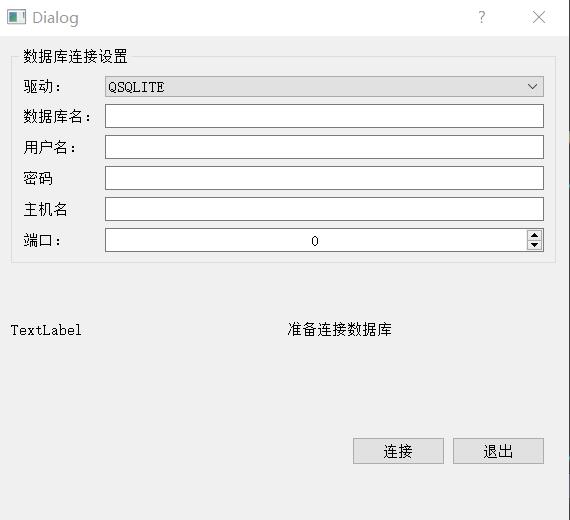 Dialog
?
数据库连接设置
驱动： QSQLITE
数据库名：
用户名：
密码
主机名
端口： 0
TextLabel 准备连接数据库
连接 退出